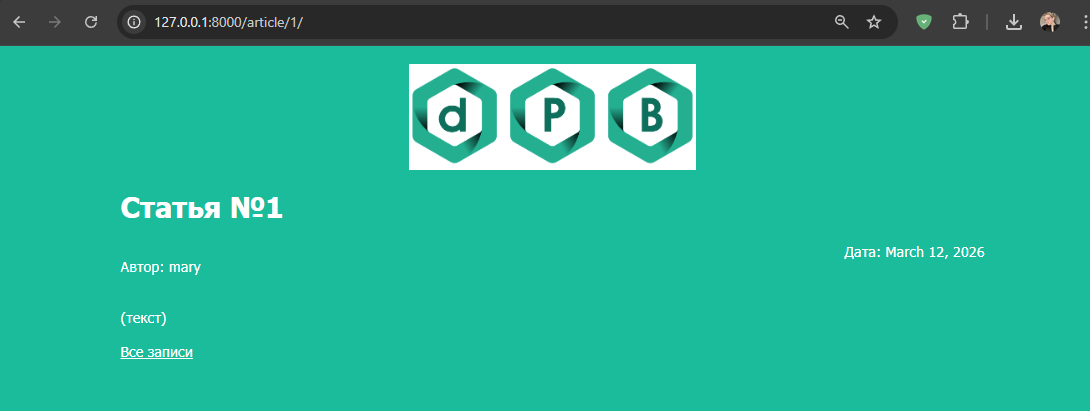 127.0.0.1:8000/article/1/
d P B
Статья №1
Дата: March 12, 2026
Автор: mary
(текст)
Все записи